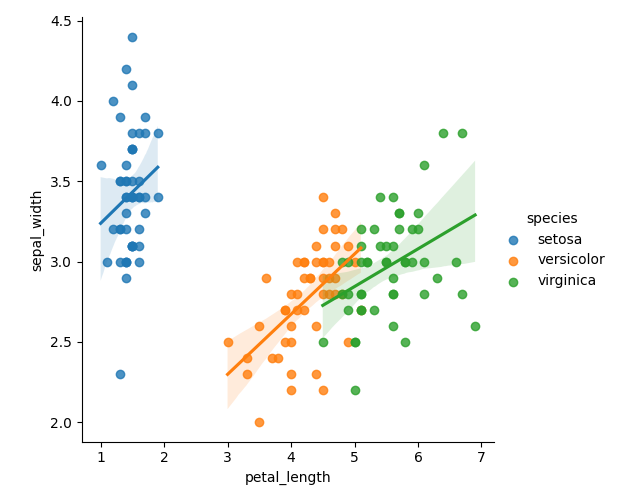 4.5
4.0
3.5
3.0
2.5
2.0
sepal_width
1 2 3 4 5 6 7
petal_length
species
setosa
versicolor
virginica